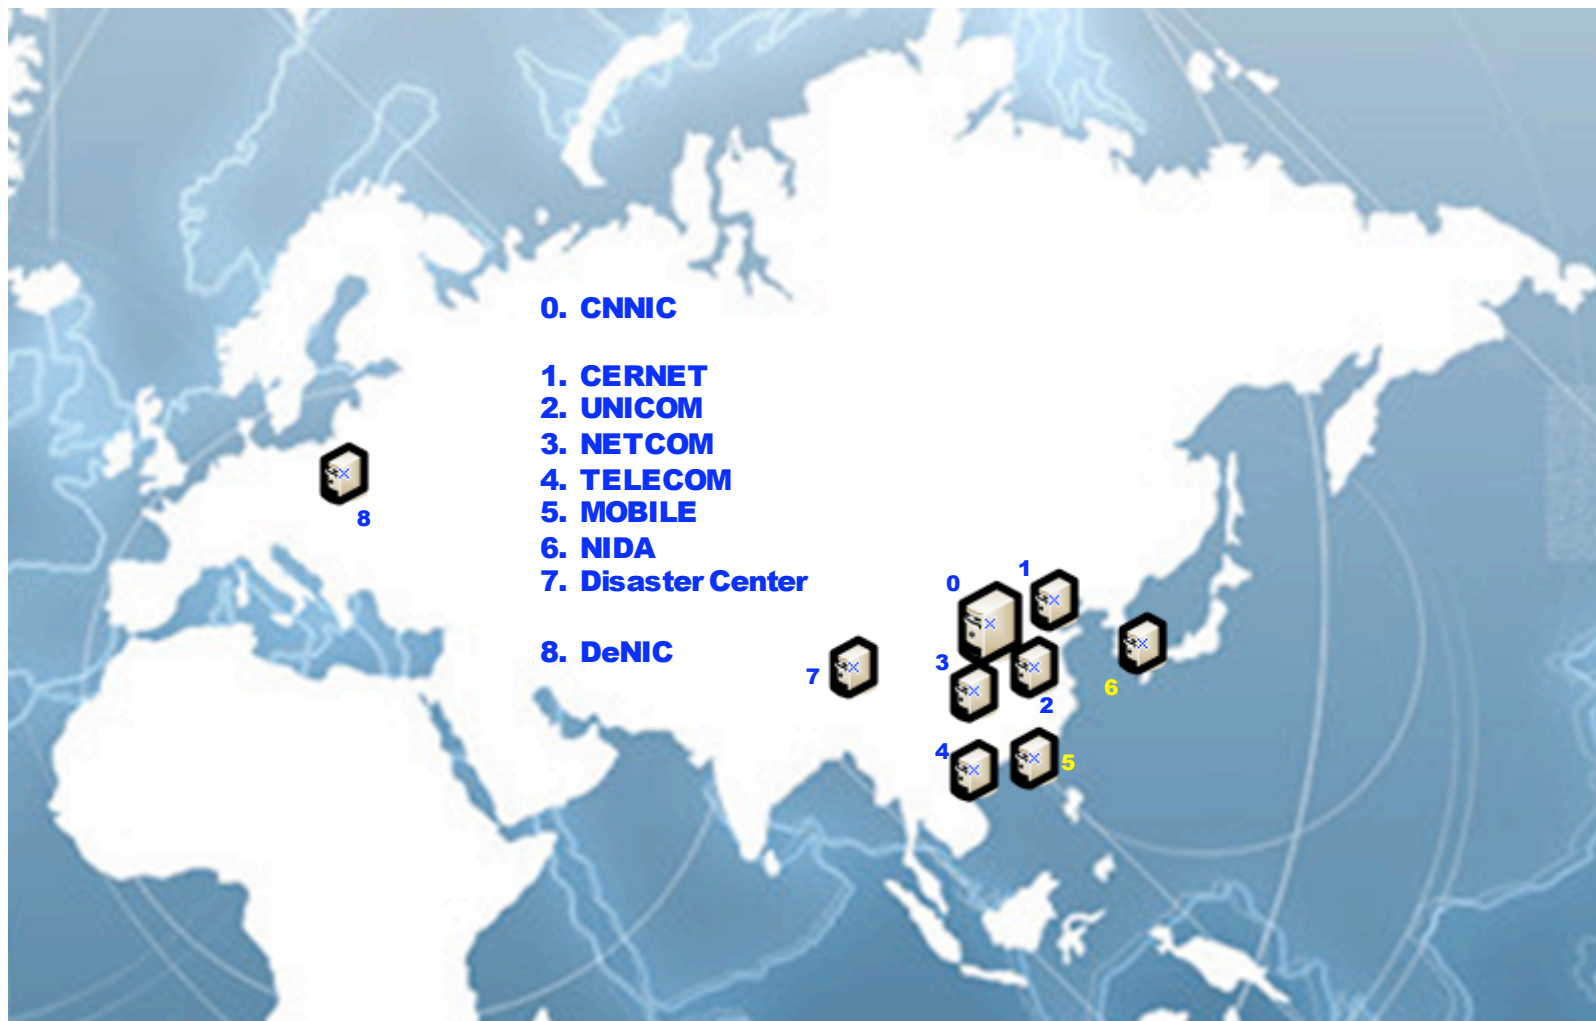 0. CNNIC
1. CERNET
2. UNICOM
3. NETCOM
4. TELECOM
5. MOBILE
6. NIDA
7. Disaster Center
8. DeNIC
8
0
1
3
7
6
2
4
5